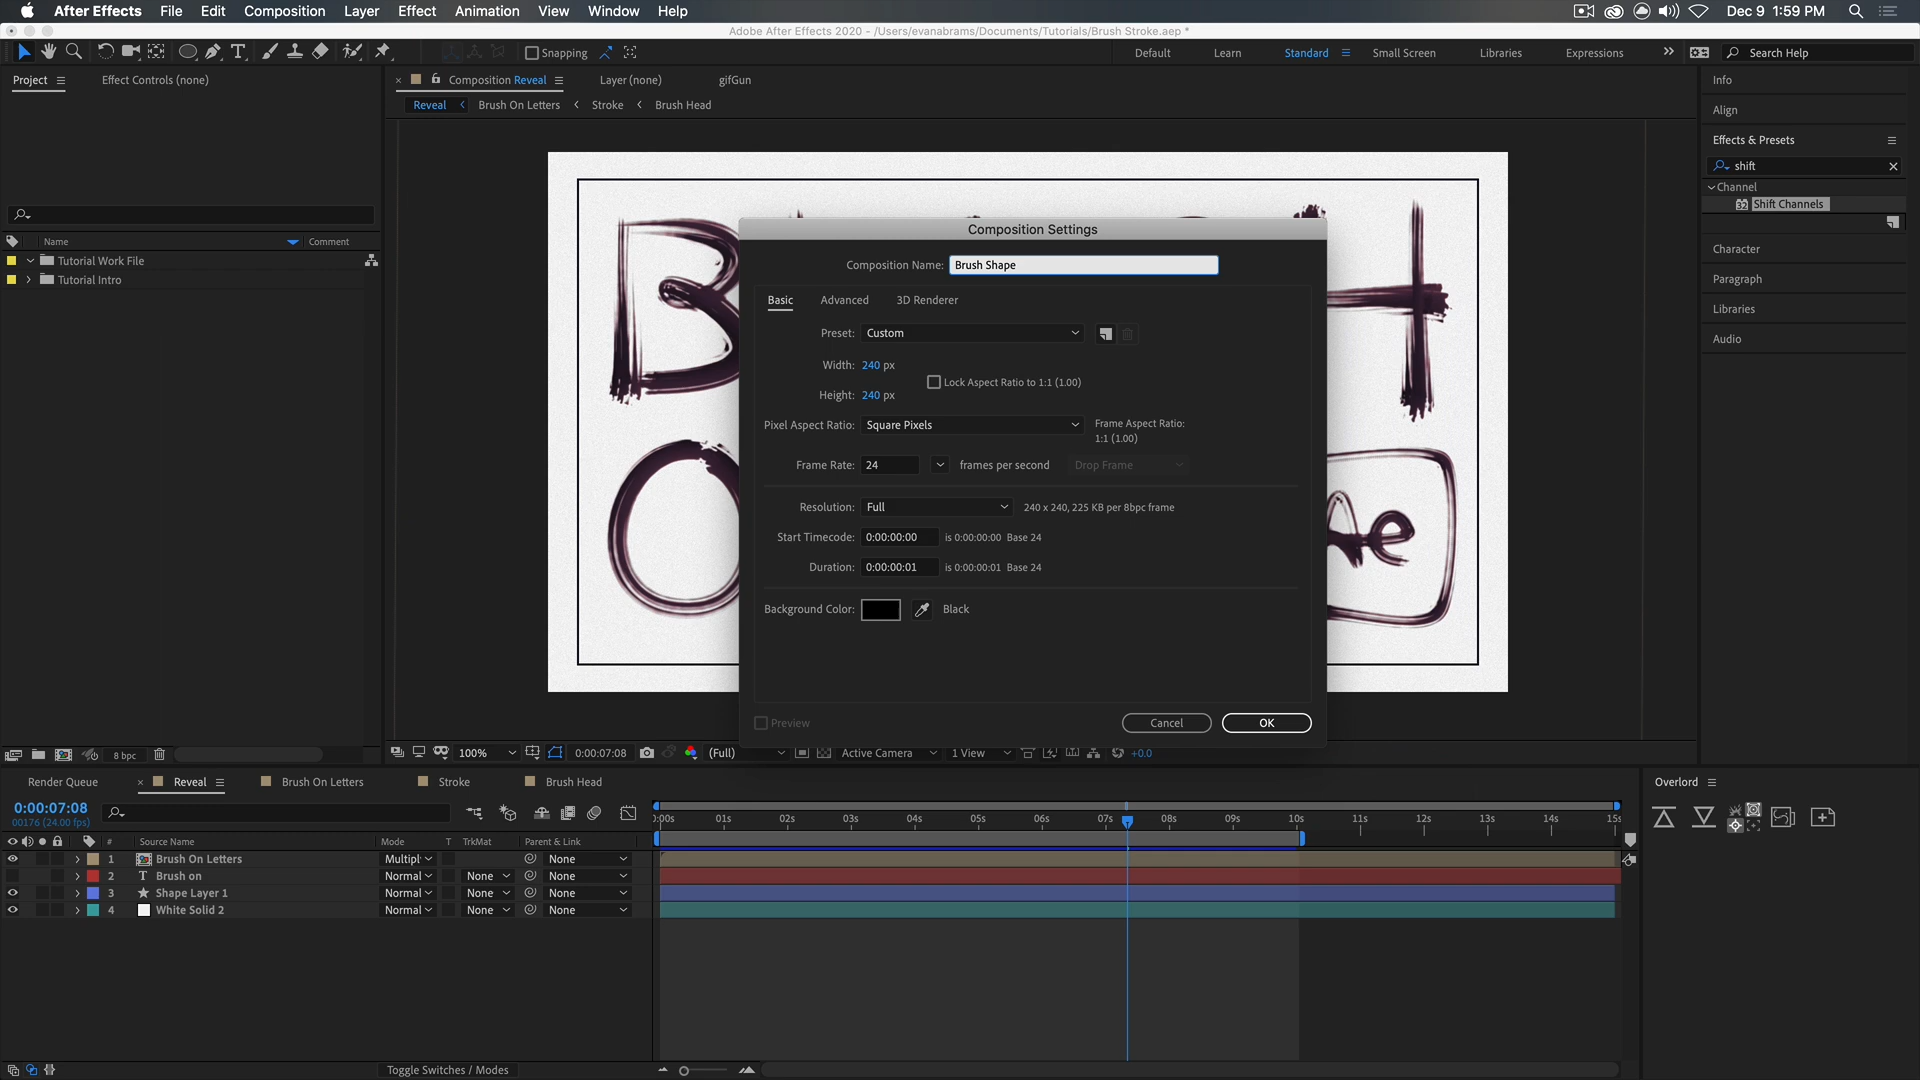 After Effects File Edit Composition Layer Effect Animation View Window Help Dec 9 1:59 PM
Adobe After Effects 2020 - /Users/evanabrams/Documents/Tutorials/Brush Stroke.aep *
Snapping Default Learn Standard Small Screen Libraries Expressions Search Help
Project Effect Controls (none) Composition Reveal Layer (none) gifGun Info
Reveal Brush On Letters Stroke Brush Head Align
Effects & Presets
shift
Channel
32 Shift Channels
Character
Paragraph
Libraries
Audio
Name Comment
Tutorial Work File
Tutorial Intro
Composition Settings
Composition Name: Brush Shape
Basic Advanced 3D Renderer
Preset: Custom
Width: 240 px
Lock Aspect Ratio to 1:1 (1.00)
Height: 240 px
Pixel Aspect Ratio: Square Pixels Frame Aspect Ratio:
1:1 (1.00)
Frame Rate: 24 frames per second Drop Frame
Resolution: Full 240 x 240, 225 KB per 8bpc frame
Start Timecode: 0:00:00:00 is 0:00:00:00 Base 24
Duration: 0:00:00:01 is 0:00:00:01 Base 24
Background Color: Black
Preview Cancel OK
8 bpc 100% 0:00:07:08 (Full) Active Camera 1 View +0.0
Render Queue Reveal Brush On Letters Stroke Brush Head Overlord
0:00:07:08
00176 (24.00 fps)
:00s 01s 02s 03s 04s 05s 06s 07s 08s 09s 10s 11s 12s 13s 14s 15s
# Source Name Mode T TrkMat Parent & Link
1 Brush On Letters Multipl None
2 T Brush on Normal None None
3 Shape Layer 1 Normal None None
4 White Solid 2 Normal None None
Toggle Switches / Modes